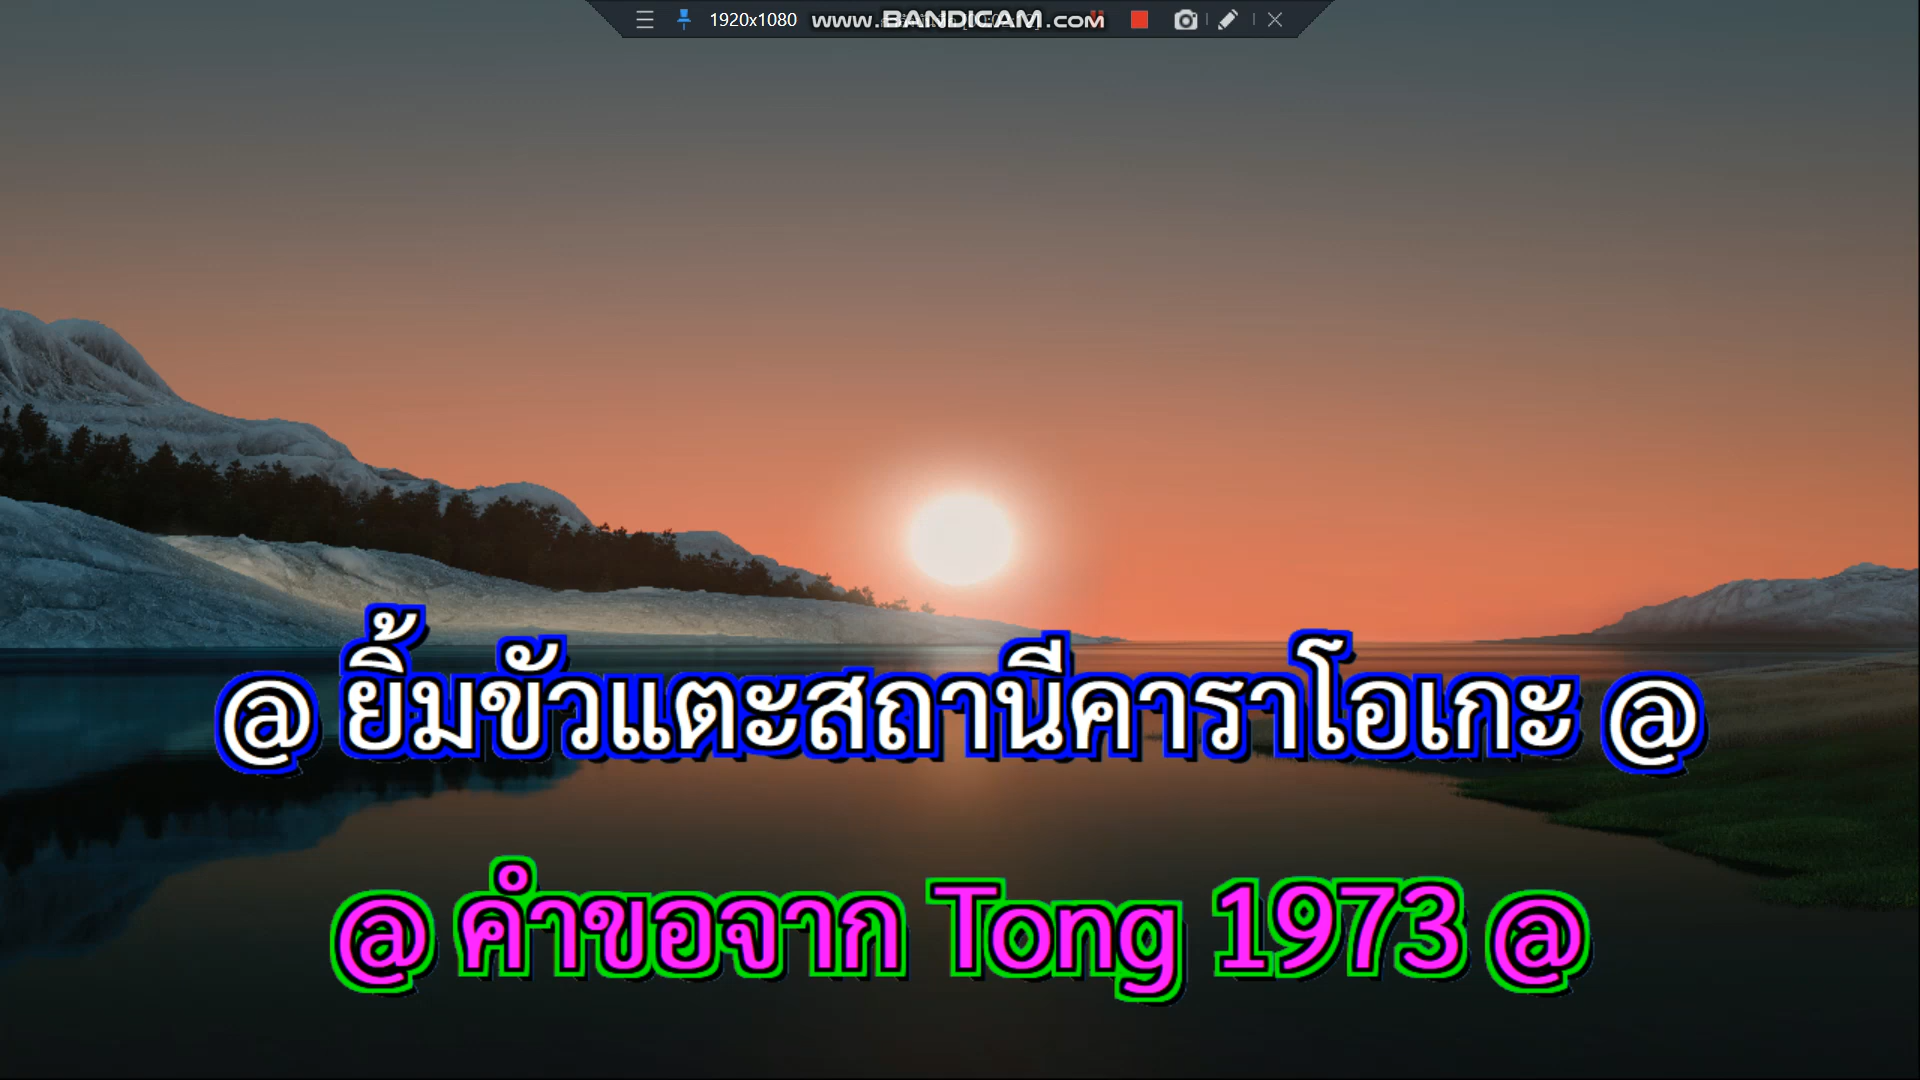 1920x1080 www.BANDICAM.com
@ ยิ้มขัวแตะสถานีคาราโอเกะ @
@ คำขอจาก Tong 1973 @